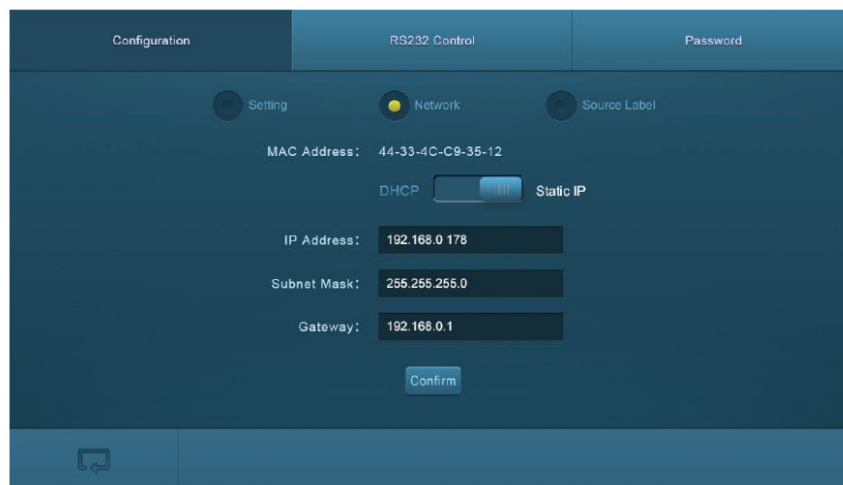 Configuration RS232 Control Password
Setting Network Source Label
MAC Address: 44-33-4C-C9-35-12
DHCP Static IP
IP Address: 192.168.0 178
Subnet Mask: 255.255.255.0
Gateway: 192.168.0.1
Confirm